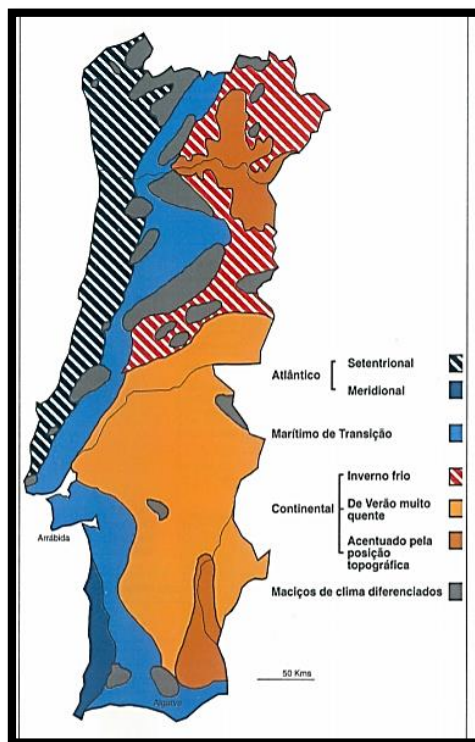 Setentrional
Atlântico
Meridional
Marítimo de Transição
Inverno frio
Continental
De Verão muito
quente
Acentuado pela
posição
topográfica
Maciços de clima diferenciados
Arrábida
50 Kms
Algarve